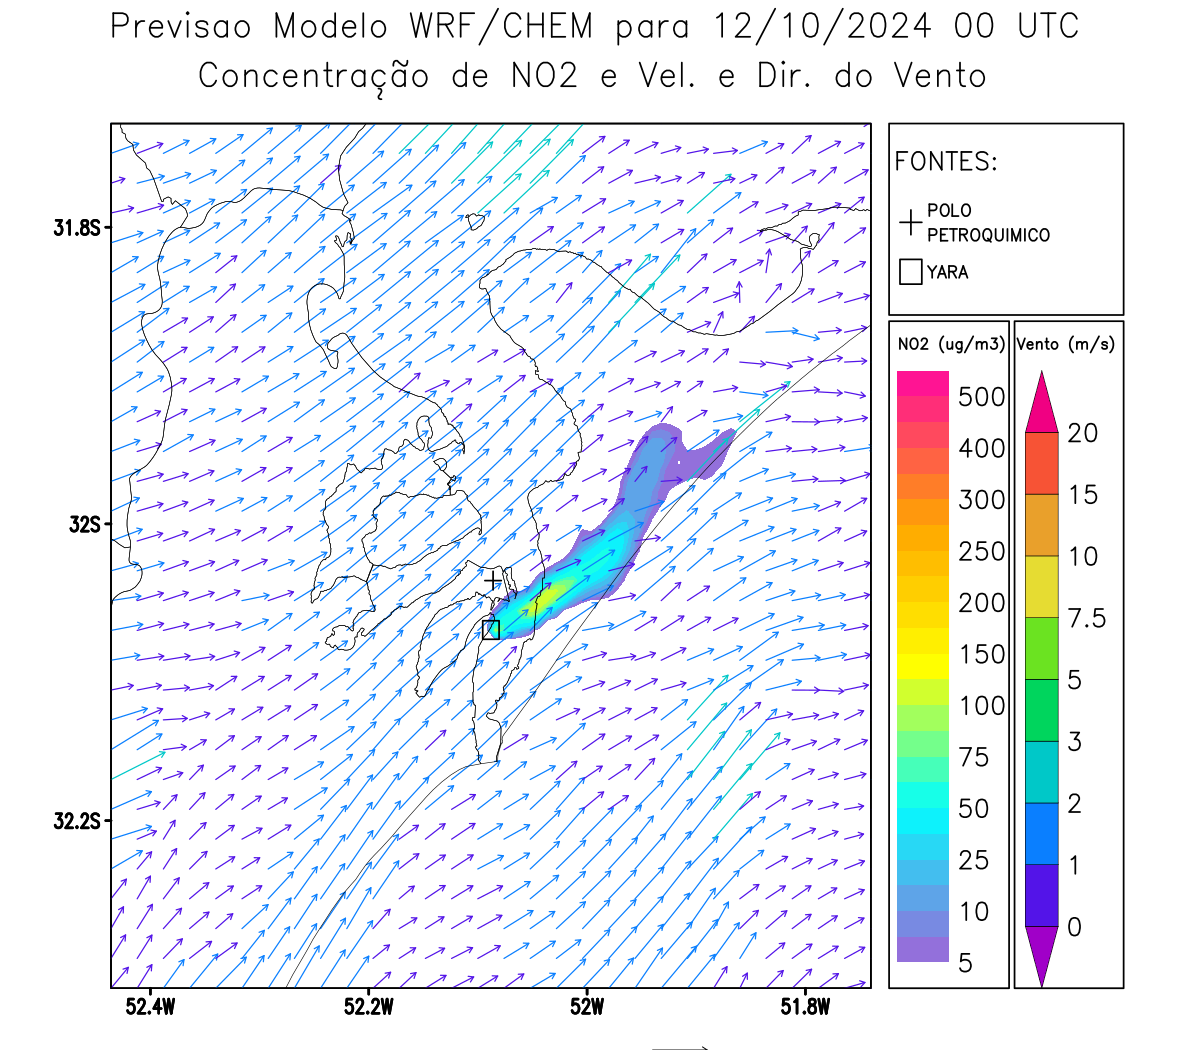 Previsao Modelo WRF/CHEM para 12/10/2024 00 UTC
Concentração de NO2 e Vel. e Dir. do Vento
FONTES:
POLO
PETROQUIMICO
YARA
NO2 (ug/m3)
500
400
300
250
200
150
100
75
50
25
10
5
Vento (m/s)
20
15
10
7.5
5
3
2
1
0
31.8S
32S
32.2S
52.4W
52.2W
52W
51.8W